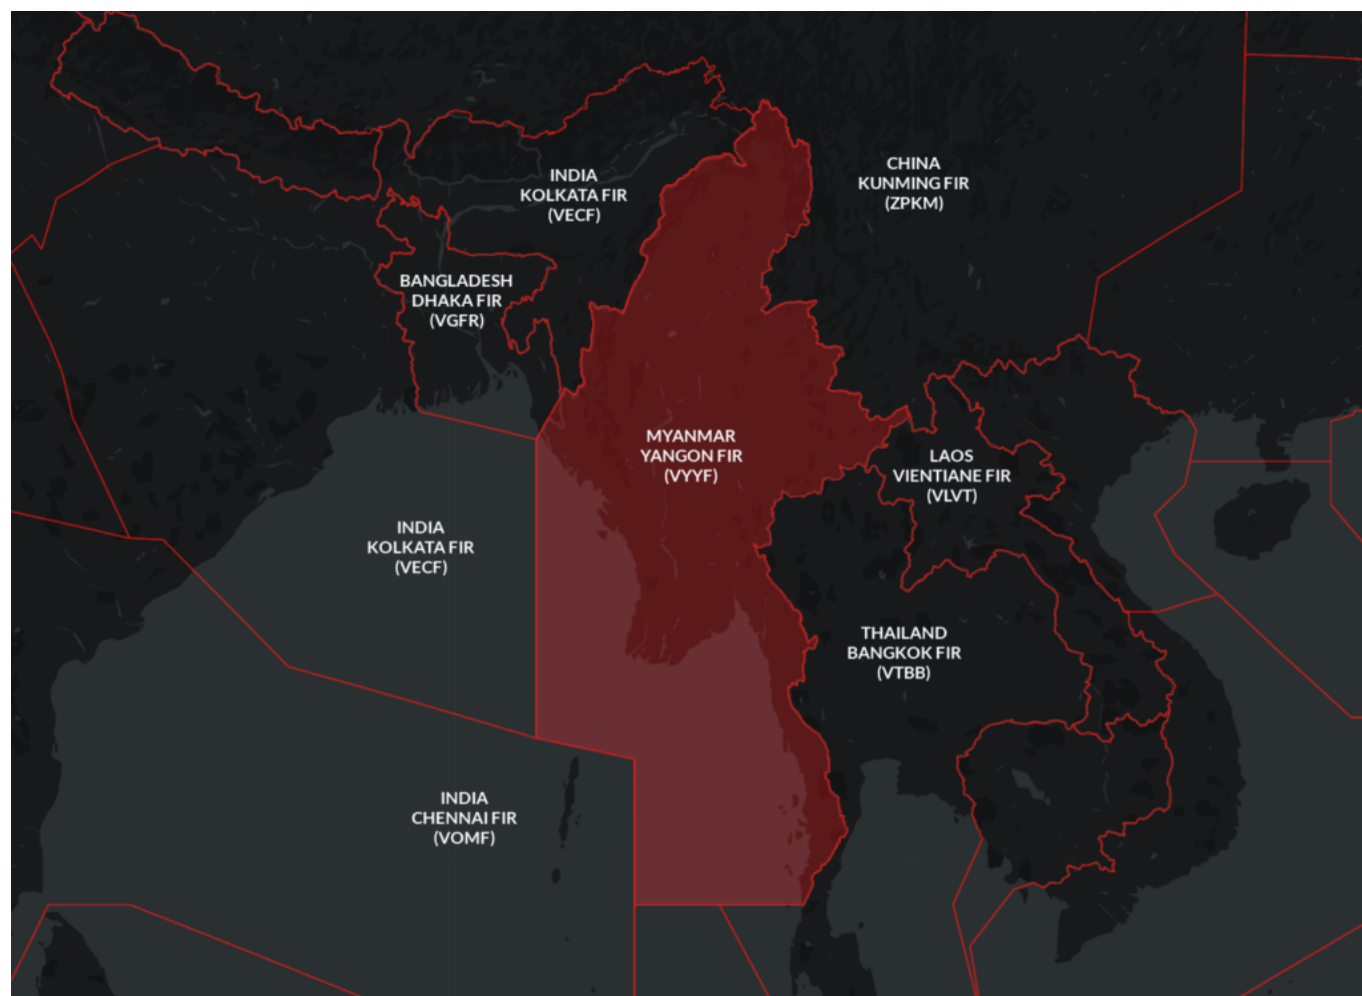 CHINA
KUNMING FIR
(ZPKM)
INDIA
KOLKATA FIR
(VECF)
BANGLADESH
DHAKA FIR
(VGFR)
MYANMAR
YANGON FIR
(VYYF)
LAOS
VIENTIANE FIR
(VLVT)
INDIA
KOLKATA FIR
(VECF)
THAILAND
BANGKOK FIR
(VTBB)
INDIA
CHENNAI FIR
(VOMF)